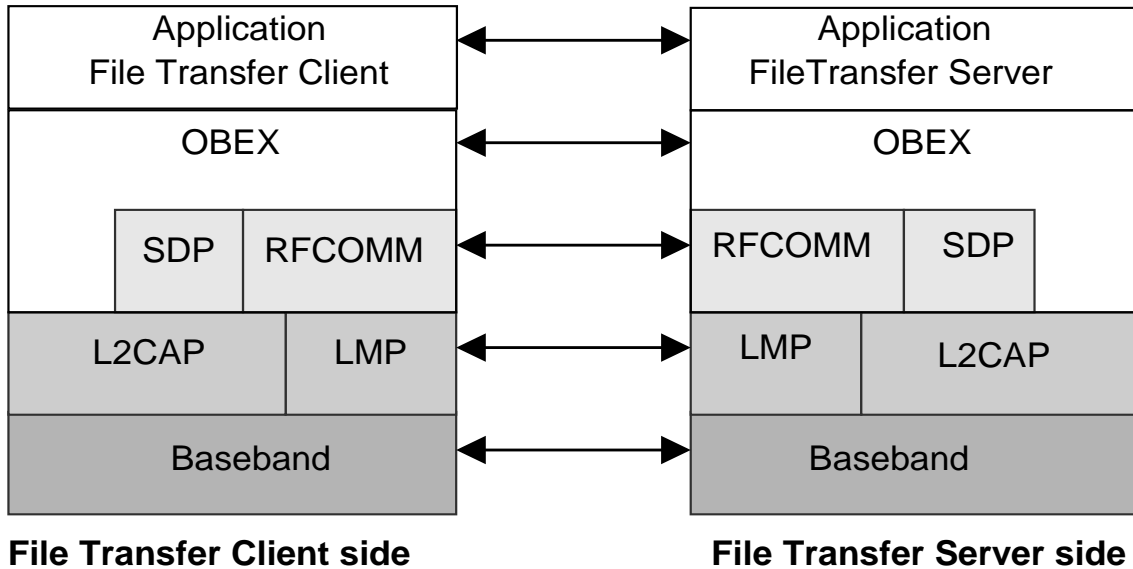 Application
File Transfer Client
OBEX
SDP
RFCOMM
L2CAP
LMP
Baseband
File Transfer Client side
Application
FileTransfer Server
OBEX
RFCOMM
SDP
LMP
L2CAP
Baseband
File Transfer Server side